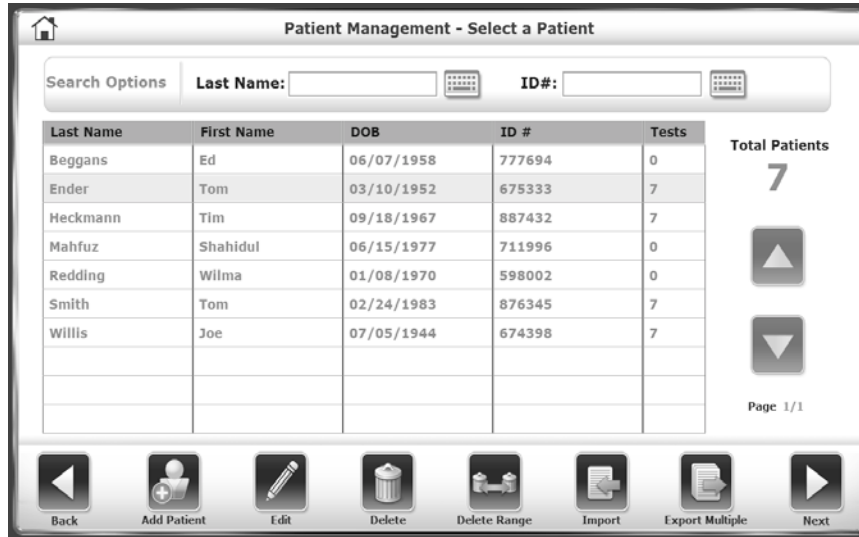 Patient Management - Select a Patient
Search Options Last Name: ID#:
Last Name First Name DOB ID # Tests
Total Patients
7
Beggans Ed 06/07/1958 777694 0
Ender Tom 03/10/1952 675333 7
Heckmann Tim 09/18/1967 887432 7
Mahfuz Shahidul 06/15/1977 711996 0
Redding Wilma 01/08/1970 598002 0
Smith Tom 02/24/1983 876345 7
Willis Joe 07/05/1944 674398 7
Page 1/1
Back Add Patient Edit Delete Delete Range Import Export Multiple Next